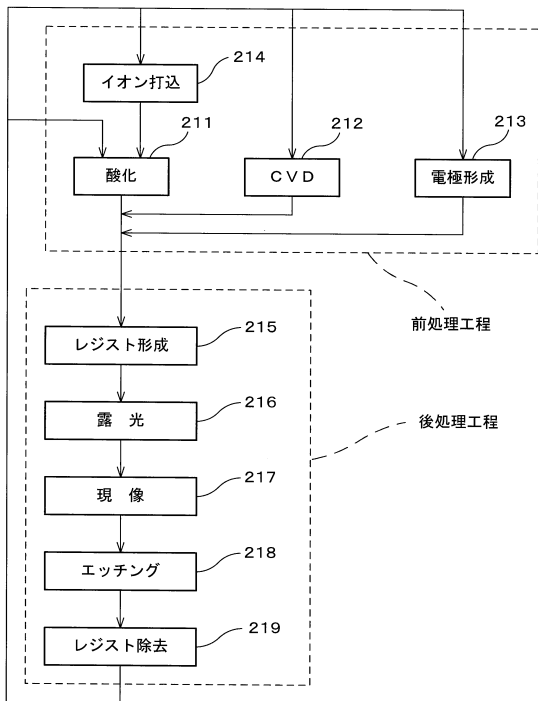 214
イオン打込
211
212
213
酸化
CVD
電極形成
前処理工程
215
レジスト形成
216
露 光
後処理工程
217
現 像
218
エッチング
219
レジスト除去